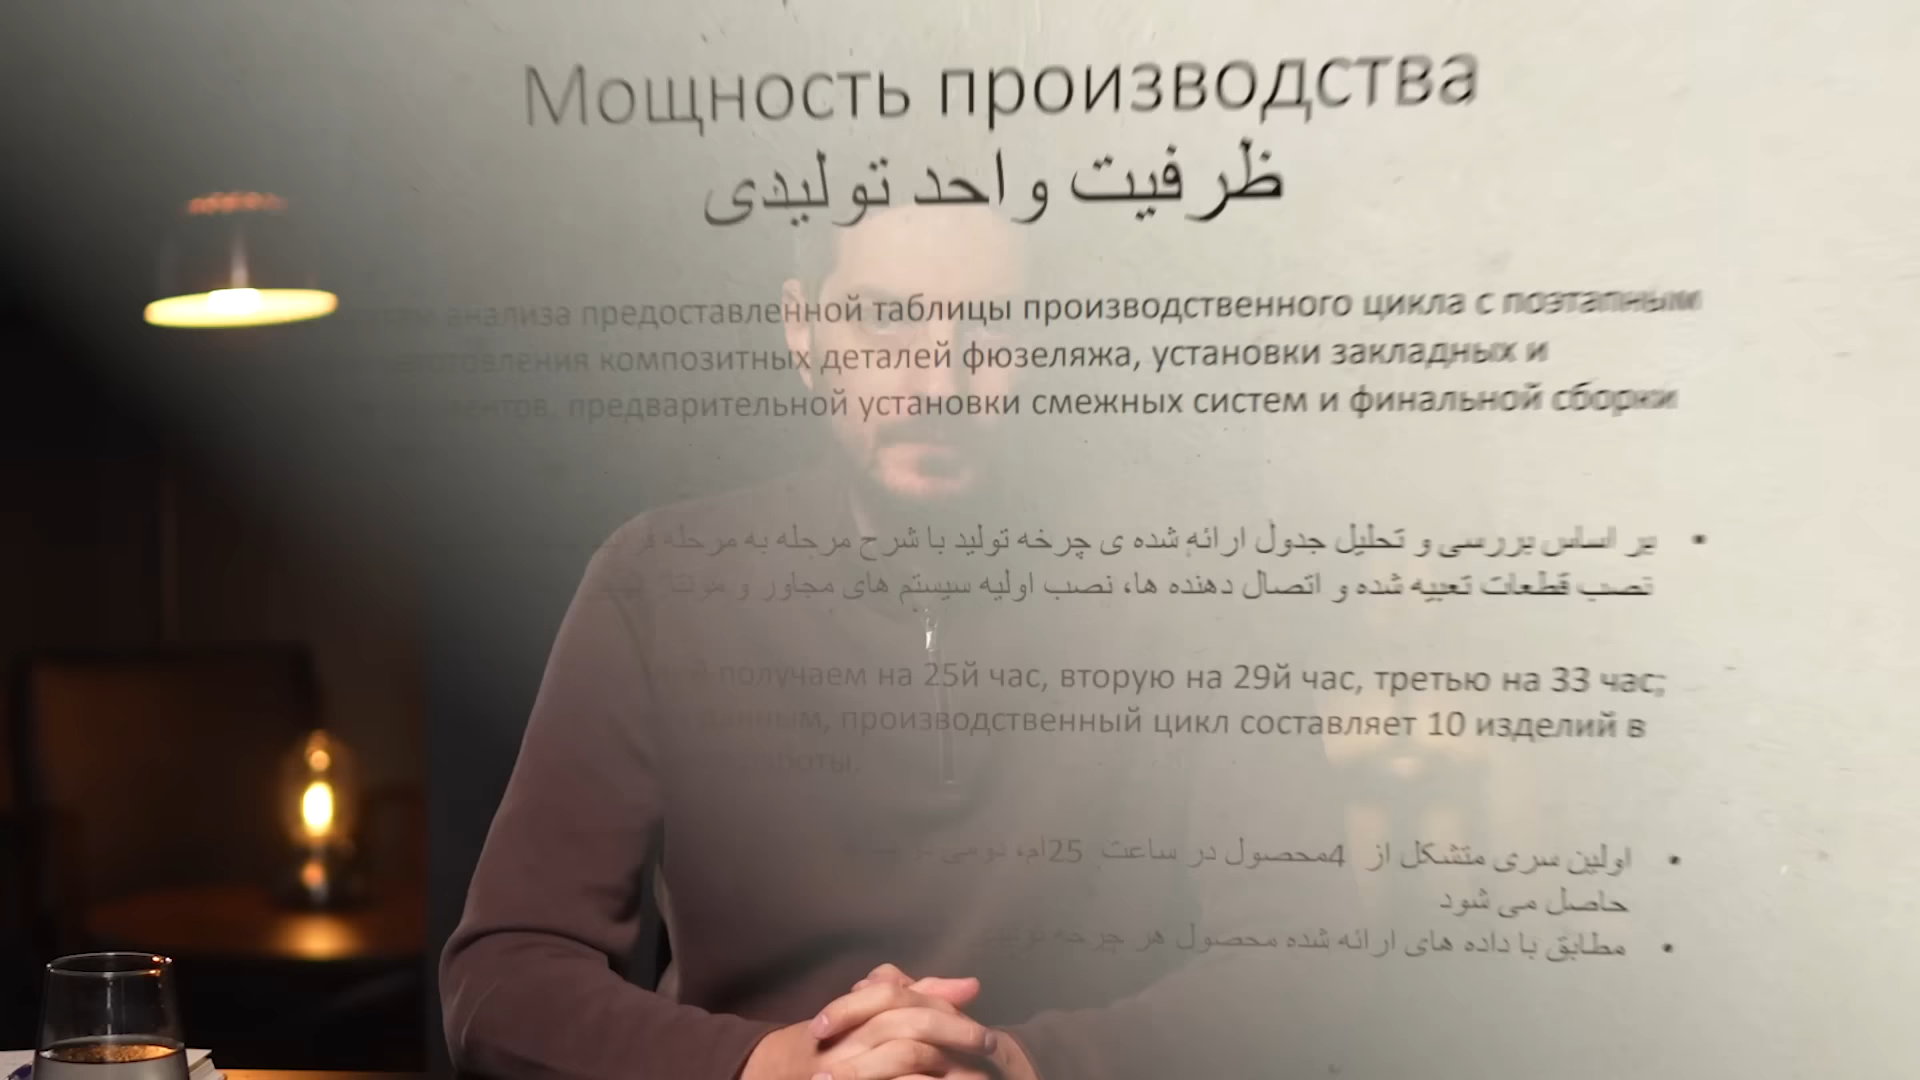 Мощность производства
ظرفیت واحد تولیدی
анализа предоставленной таблицы производственного цикла с поэтапным
композитных деталей фюзеляжа, установки закладных и
предварительной установки смежных систем и финальной сборки
• بر اساس بررسی و تحلیل جدول ارائه شده ی چرخه تولید با شرح مرحله به مرحله
نصب قطعات تعبیه شده و اتصال دهنده ها، نصب اولیه سیستم های مجاور و
получаем на 25й час, вторую на 29й час, третью на 33 час;
производственный цикл составляет 10 изделий в
• اولین سری متشکل از 4محصول در ساعت 25ام،
حاصل می شود
• مطابق با داده های ارائه شده محصول هر چرخه